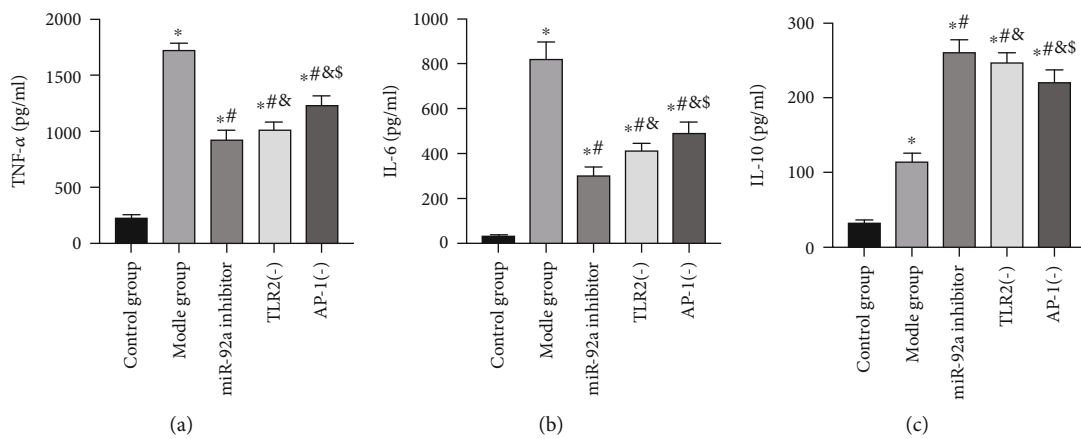 TNF-α (pg/ml)
2000
1500
1000
500
0
*
*#
*#&
*#&$
Control group
Modle group
miR-92a inhibitor
TLR2(-)
AP-1(-)
(a)
IL-6 (pg/ml)
1000
800
600
400
200
0
*
*#
*#&
*#&$
Control group
Modle group
miR-92a inhibitor
TLR2(-)
AP-1(-)
(b)
IL-10 (pg/ml)
300
200
100
0
*
*#
*#&
*#&$
Control group
Modle group
miR-92a inhibitor
TLR2(-)
AP-1(-)
(c)